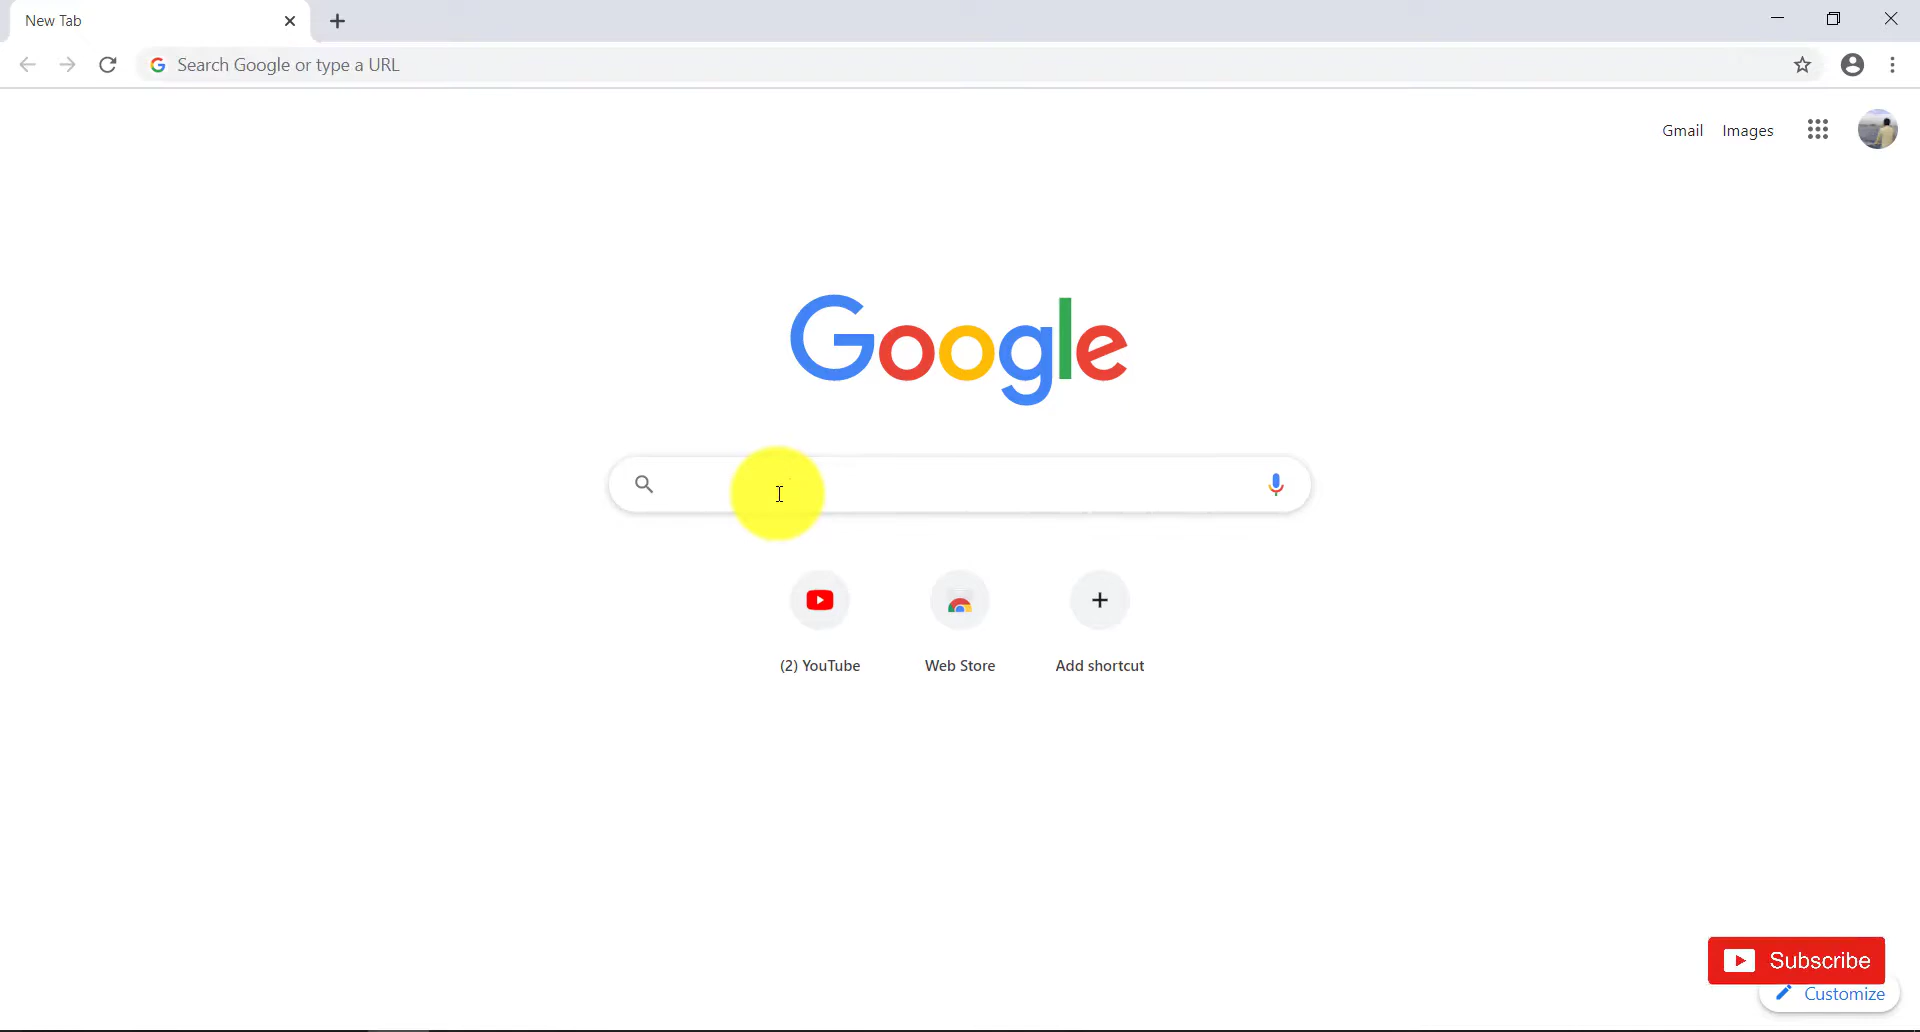 New Tab
Search Google or type a URL
Gmail Images
Google
(2) YouTube Web Store Add shortcut
Subscribe
Customize